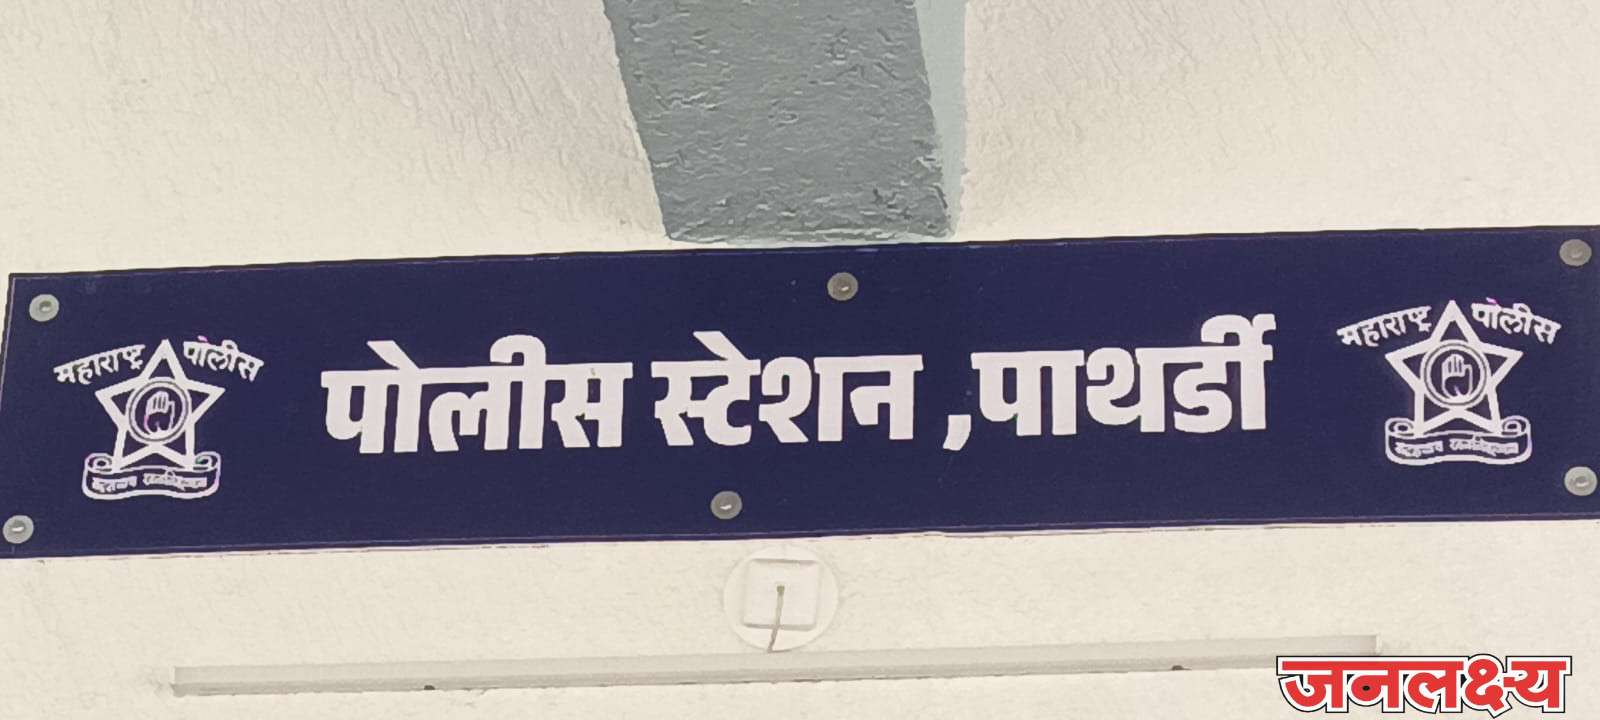 महाराष्ट्र पोलीस
पोलीस स्टेशन ,पाथर्डी
महाराष्ट्र पोलीस
जनलक्ष्य